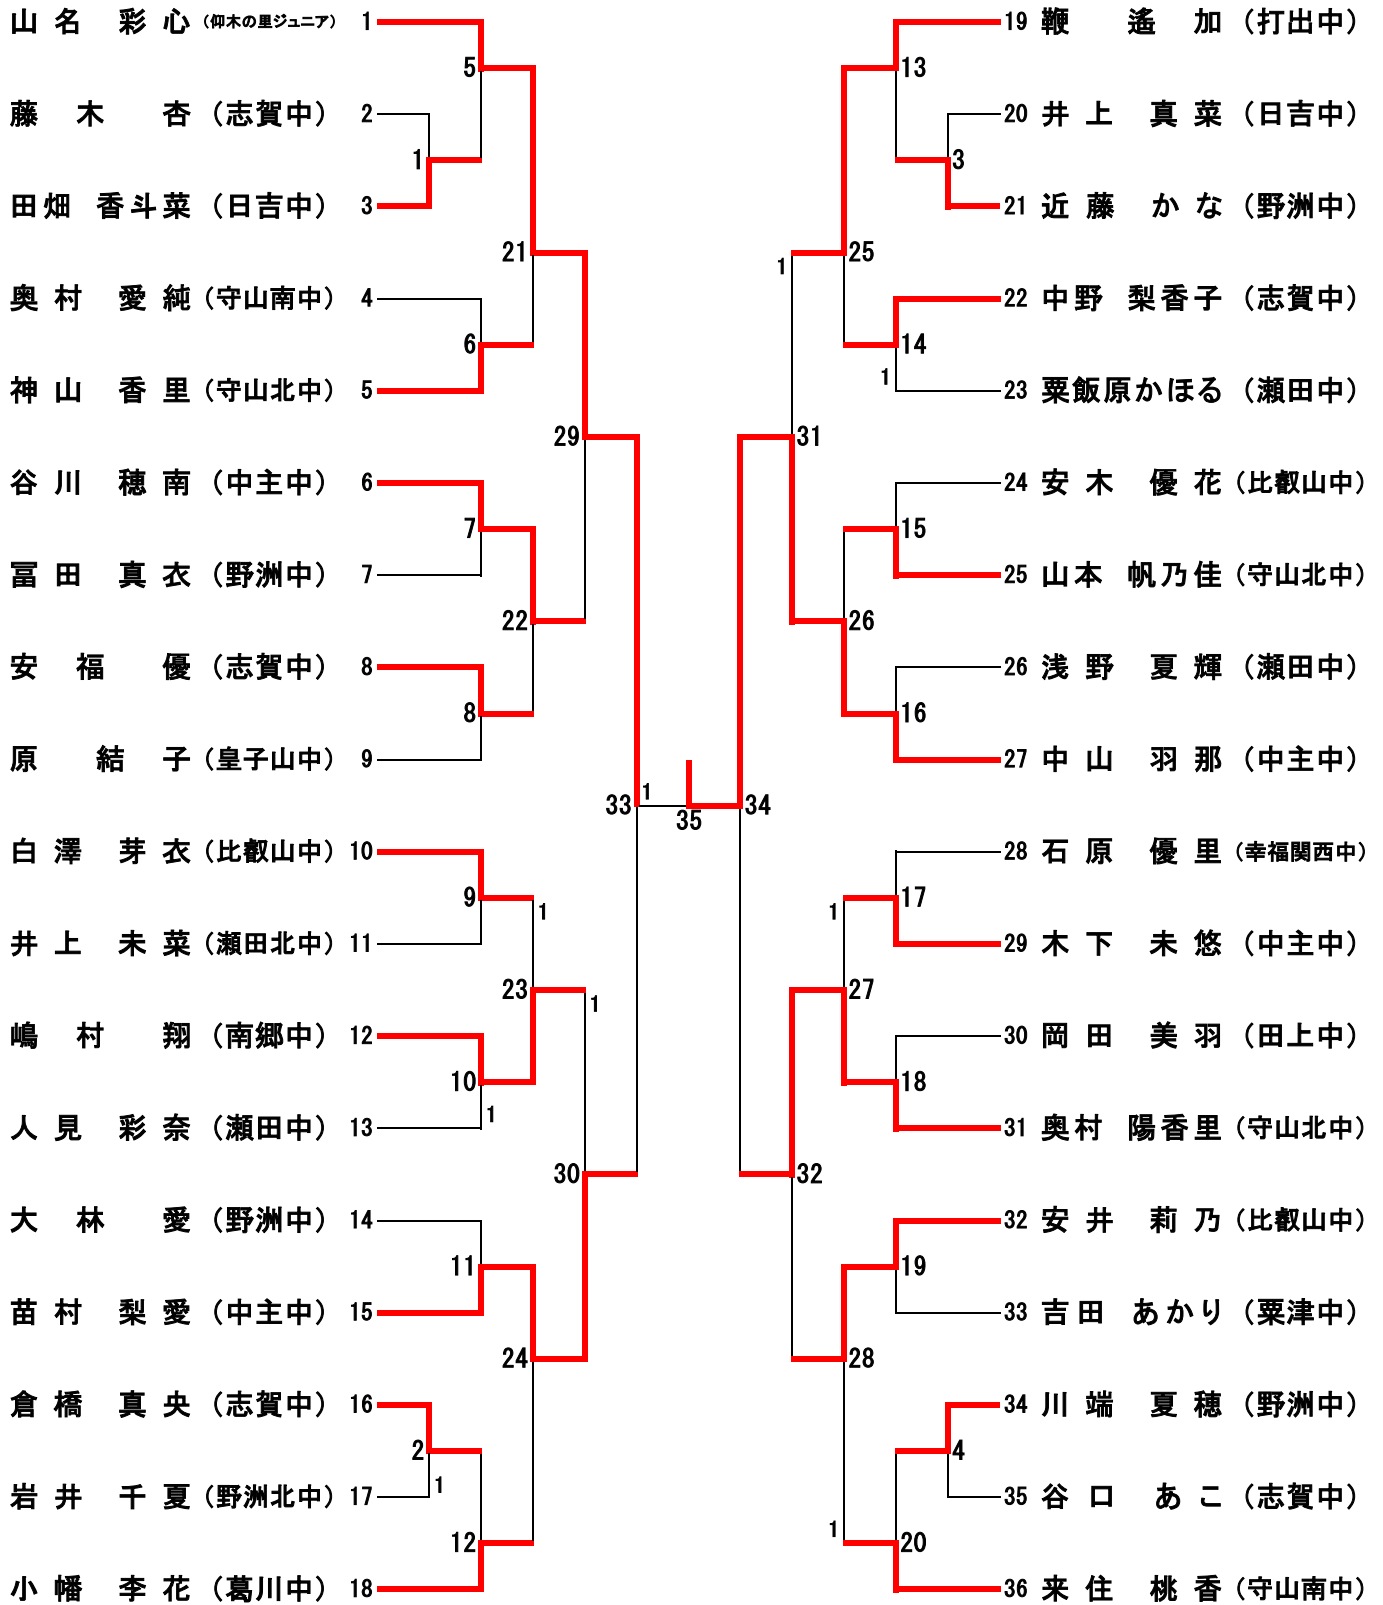 山名 彩心（仰木の里ジュニア） 1
藤木 杏（志賀中） 2
田畑 香斗菜（日吉中） 3
奥村 愛純（守山南中） 4
神山 香里（守山北中） 5
谷川 穂南（中主中） 6
冨田 真衣（野洲中） 7
安福 優（志賀中） 8
原 結子（皇子山中） 9
白澤 芽衣（比叡山中） 10
井上 未菜（瀬田北中） 11
嶋村 翔（南郷中） 12
人見 彩奈（瀬田中） 13
大林 愛（野洲中） 14
苗村 梨愛（中主中） 15
倉橋 真央（志賀中） 16
岩井 千夏（野洲北中） 17
小幡 李花（葛川中） 18
5
1
21
6
29
7
22
8
33
1
9
1
23
1
10
1
30
11
24
2
1
12
35
13
3
25
1
14
1
31
15
26
16
34
17
1
27
18
32
19
28
4
1
20
19 鞭 遙加（打出中）
20 井上 真菜（日吉中）
21 近藤 かな（野洲中）
22 中野 梨香子（志賀中）
23 粟飯原かほる（瀬田中）
24 安木 優花（比叡山中）
25 山本 帆乃佳（守山北中）
26 浅野 夏輝（瀬田中）
27 中山 羽那（中主中）
28 石原 優里（幸福関西中）
29 木下 未悠（中主中）
30 岡田 美羽（田上中）
31 奥村 陽香里（守山北中）
32 安井 莉乃（比叡山中）
33 吉田 あかり（粟津中）
34 川端 夏穂（野洲中）
35 谷口 あこ（志賀中）
36 来住 桃香（守山南中）